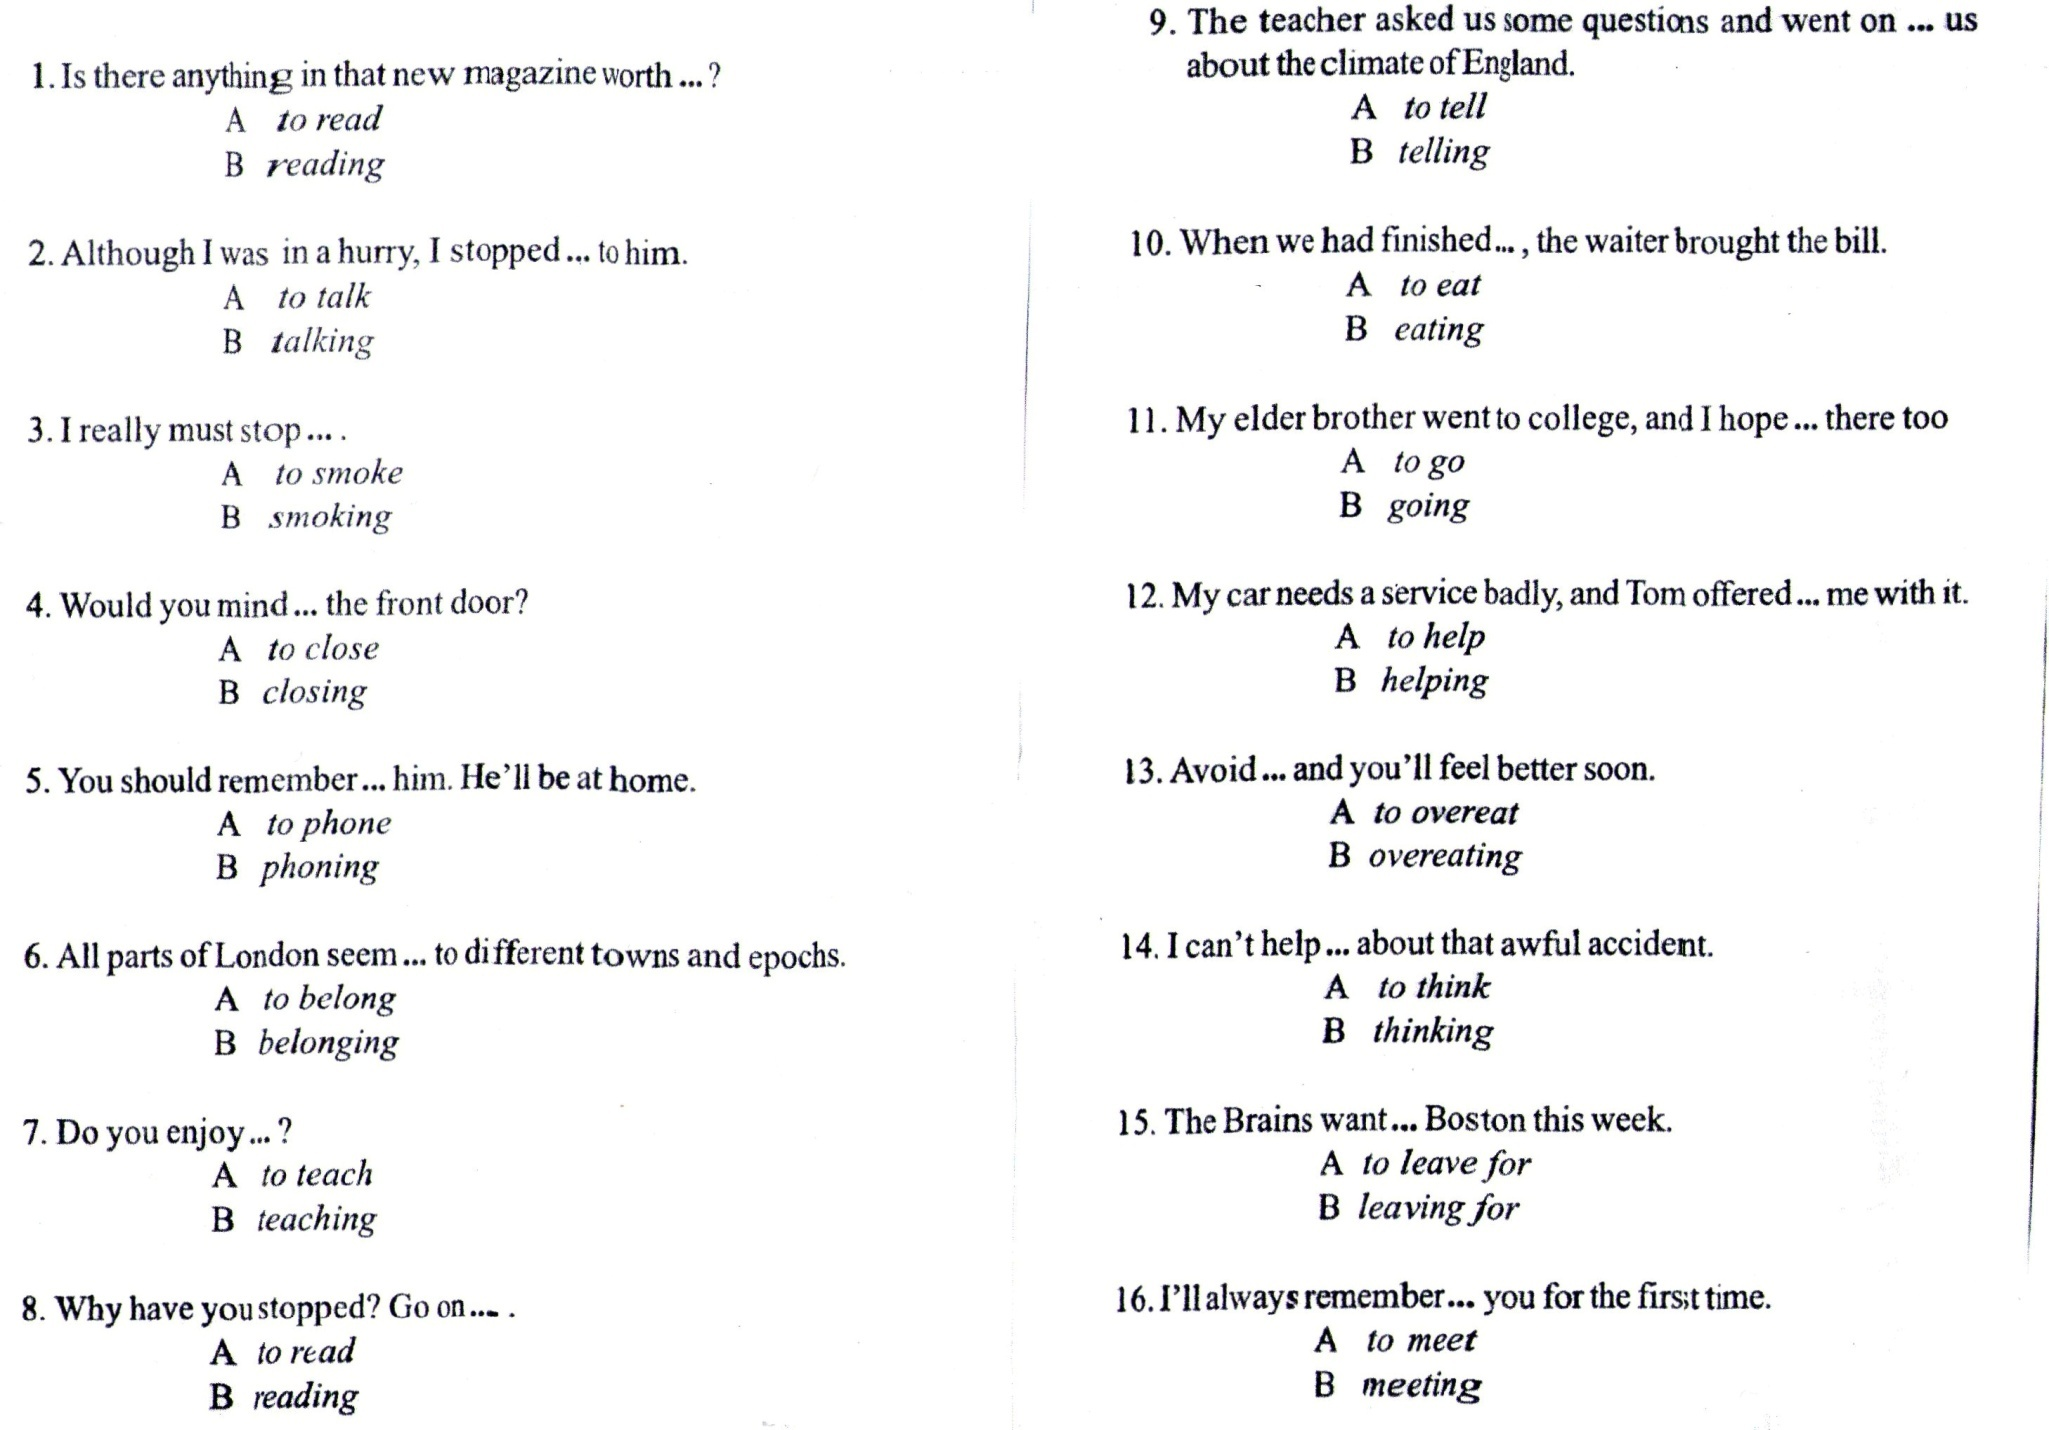 1. Is there anything in that new magazine worth ... ?
A to read
B reading
2. Although I was in a hurry, I stopped ... to him.
A to talk
B talking
3. I really must stop ... .
A to smoke
B smoking
4. Would you mind ... the front door?
A to close
B closing
5. You should remember ... him. He'll be at home.
A to phone
B phoning
6. All parts of London seem ... to different towns and epochs.
A to belong
B belonging
7. Do you enjoy ... ?
A to teach
B teaching
8. Why have you stopped? Go on ... .
A to read
B reading
9. The teacher asked us some questions and went on ... us
about the climate of England.
A to tell
B telling
10. When we had finished ... , the waiter brought the bill.
A to eat
B eating
11. My elder brother went to college, and I hope ... there too
A to go
B going
12. My car needs a service badly, and Tom offered ... me with it.
A to help
B helping
13. Avoid ... and you'll feel better soon.
A to overeat
B overeating
14. I can't help ... about that awful accident.
A to think
B thinking
15. The Brains want ... Boston this week.
A to leave for
B leaving for
16. I'll always remember ... you for the first time.
A to meet
B meeting